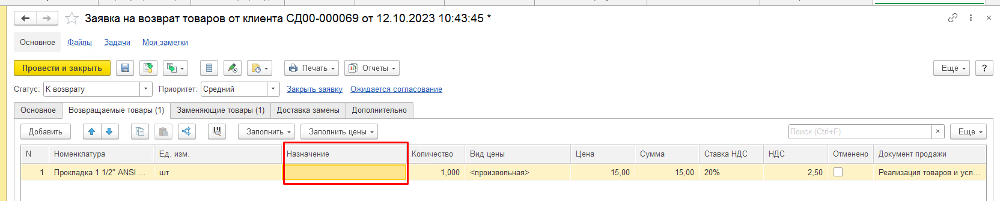 Заявка на возврат товаров от клиента СД00-000069 от 12.10.2023 10:43:45 *
Основное Файлы Задачи Мои заметки
Провести и закрыть Печать Отчеты Еще ?
Статус: К возврату Приоритет: Средний Закрыть заявку Ожидается согласование
Основное Возвращаемые товары (1) Заменяющие товары (1) Доставка замены Дополнительно
Добавить Заполнить Заполнить цены Поиск (Ctrl+F) × Еще
N Номенклатура Ед. изм. Назначение Количество Вид цены Цена Сумма Ставка НДС НДС Отменено Документ продажи
1 Прокладка 1 1/2" ANSI ... шт 1,000 <произвольная> 15,00 15,00 20% 2,50 Реализация товаров и усл...